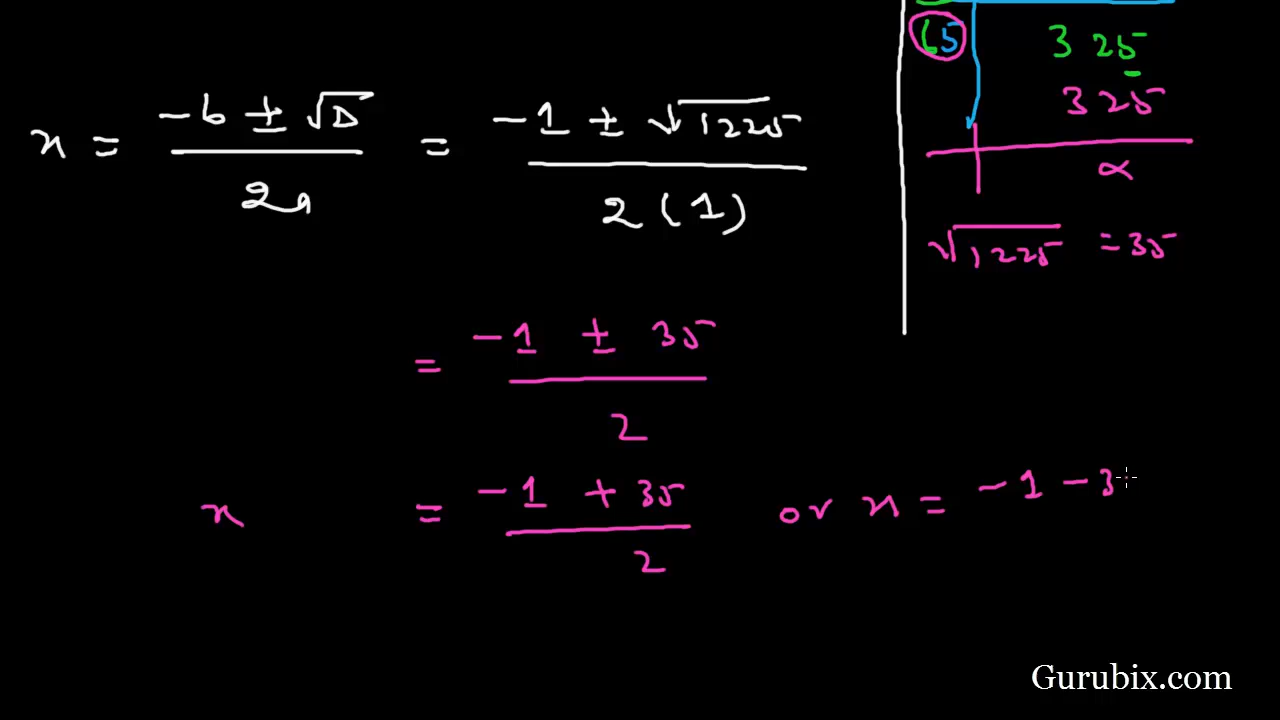 65 3 25
3 25
x
√1225 = 35
x = (-b ± √D)/2a = (-1 ± √1225)/2(1)
= (-1 ± 35)/2
x = (-1 + 35)/2 or x = -1 - 3
Gurubix.com